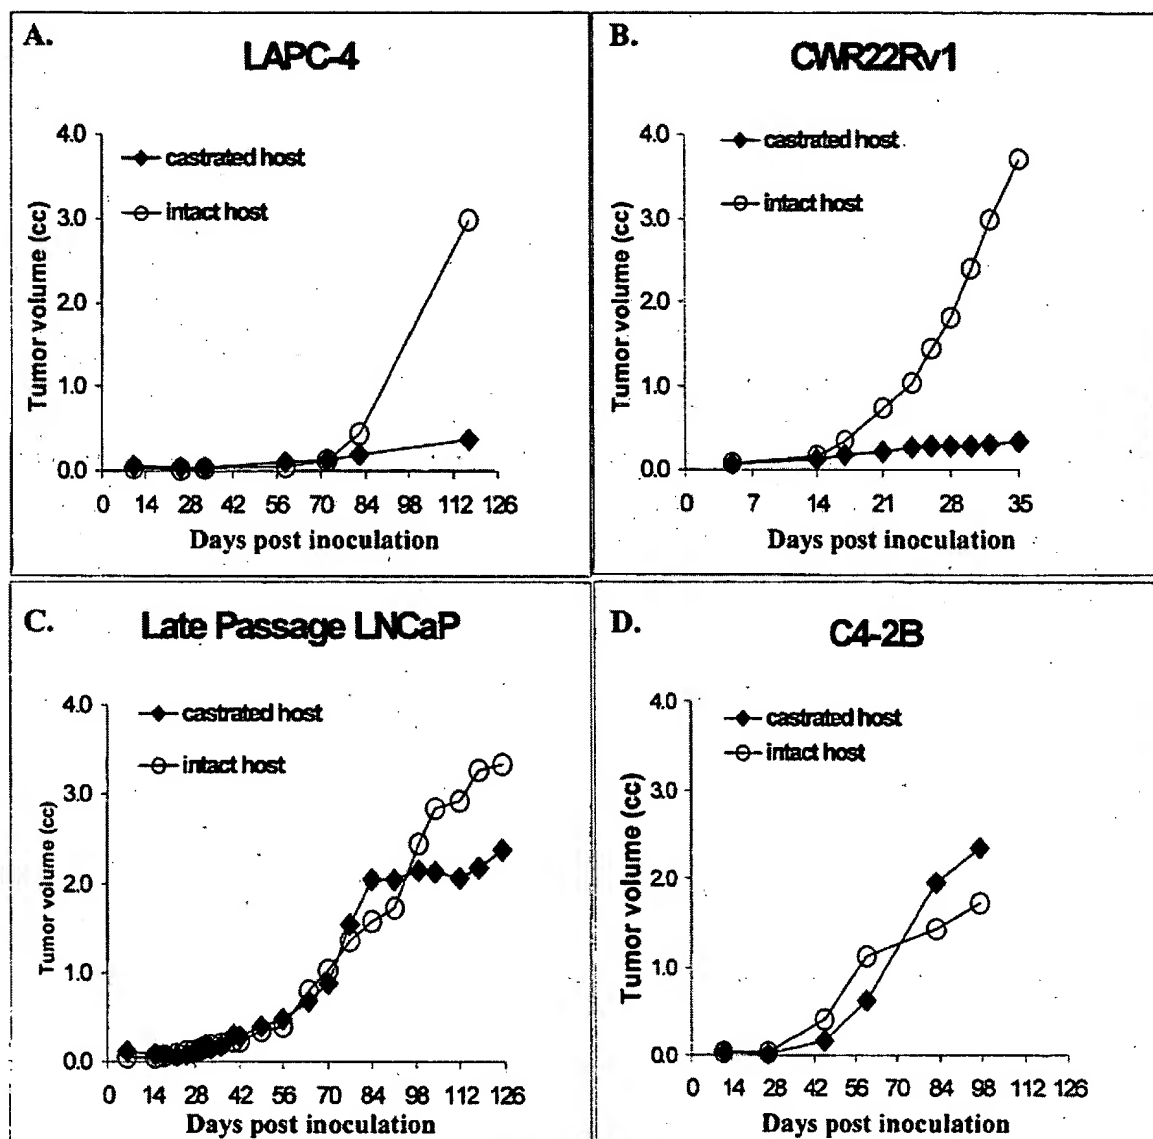 A.
LAPC-4
4.0
3.0
2.0
1.0
0.0
Tumor volume (cc)
castrated host
intact host
0 14 28 42 56 70 84 98 112 126
Days post inoculation
B.
CWR22Rv1
4.0
3.0
2.0
1.0
0.0
Tumor volume (cc)
castrated host
intact host
0 7 14 21 28 35
Days post inoculation
C.
Late Passage LNCaP
4.0
3.0
2.0
1.0
0.0
Tumor volume (cc)
castrated host
intact host
0 14 28 42 56 70 84 98 112 126
Days post inoculation
D.
C4-2B
4.0
3.0
2.0
1.0
0.0
Tumor volume (cc)
castrated host
intact host
0 14 28 42 56 70 84 98 112 126
Days post inoculation